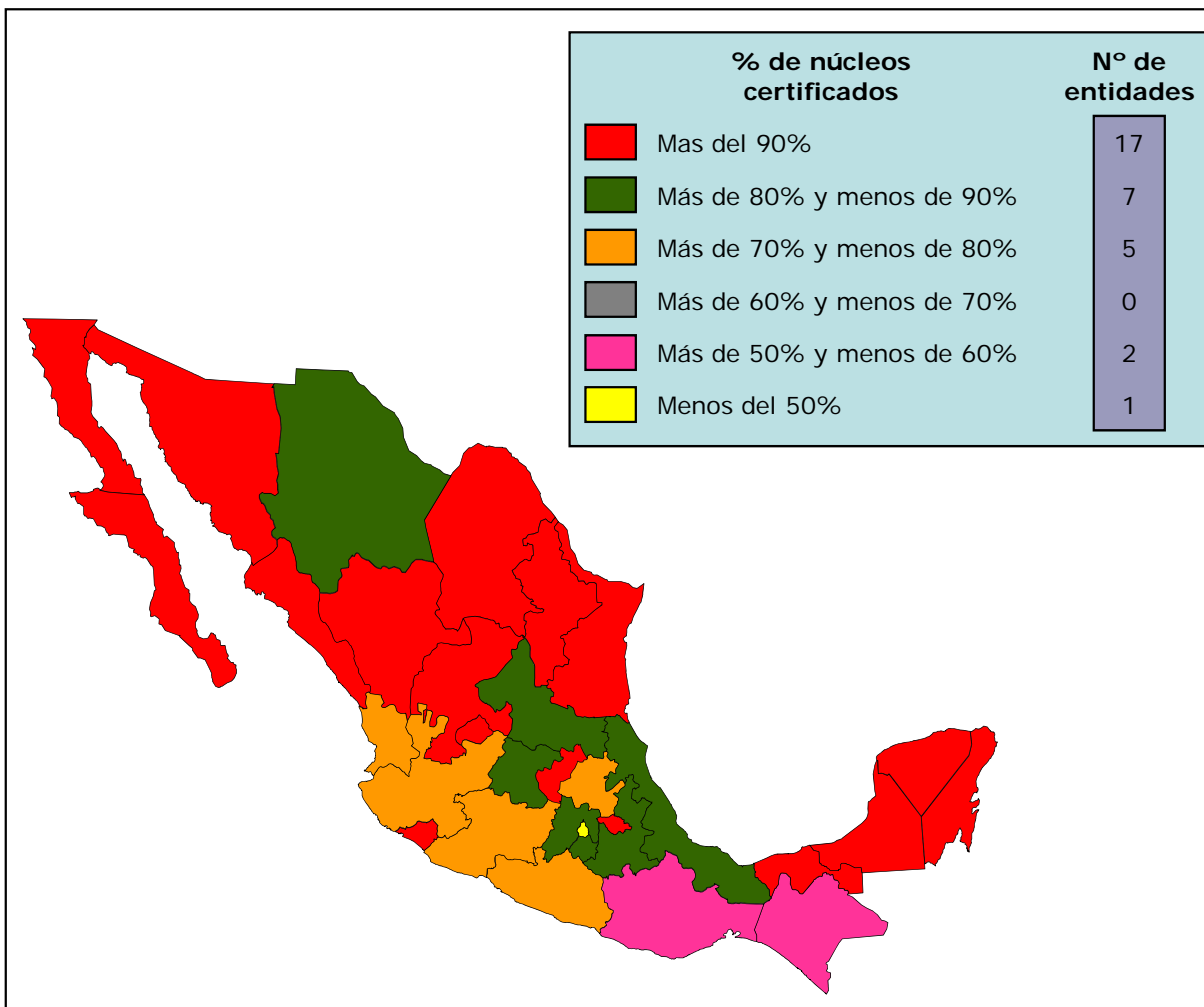 % de núcleos certificados
Nº de entidades
Mas del 90% 17
Más de 80% y menos de 90% 7
Más de 70% y menos de 80% 5
Más de 60% y menos de 70% 0
Más de 50% y menos de 60% 2
Menos del 50% 1